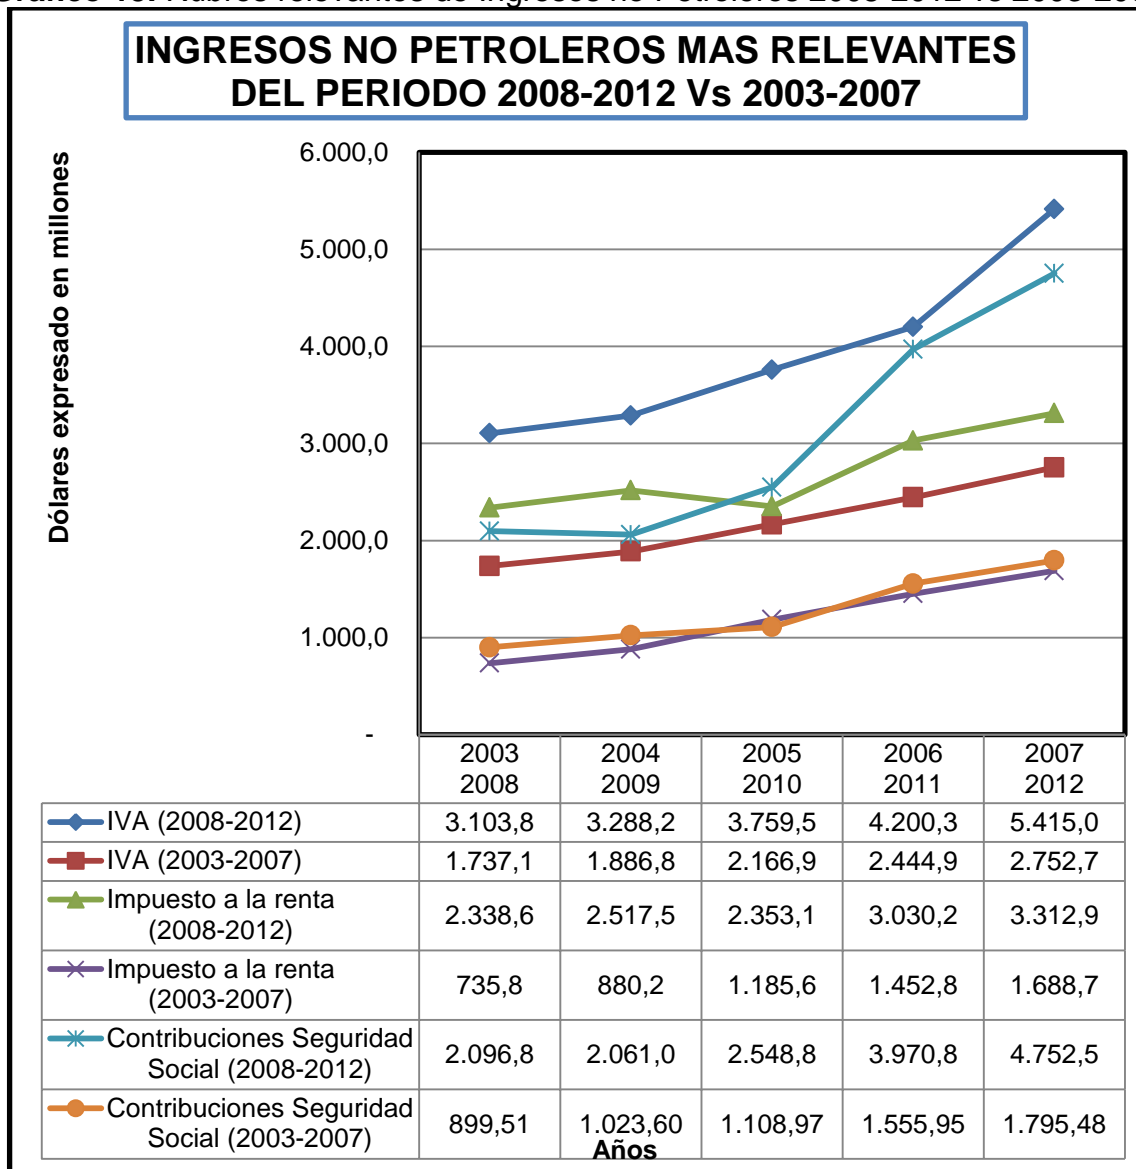 Rubros relevantes de Ingresos no Petroleros
INGRESOS NO PETROLEROS MAS RELEVANTES
DEL PERIODO 2008-2012 Vs 2003-2007
Dólares expresado en millones
6.000,0
5.000,0
4.000,0
3.000,0
2.000,0
1.000,0
-
2003 2004 2005 2006 2007
2008 2009 2010 2011 2012
IVA (2008-2012) 3.103,8 3.288,2 3.759,5 4.200,3 5.415,0
IVA (2003-2007) 1.737,1 1.886,8 2.166,9 2.444,9 2.752,7
Impuesto a la renta
(2008-2012) 2.338,6 2.517,5 2.353,1 3.030,2 3.312,9
Impuesto a la renta
(2003-2007) 735,8 880,2 1.185,6 1.452,8 1.688,7
Contribuciones Seguridad
Social (2008-2012) 2.096,8 2.061,0 2.548,8 3.970,8 4.752,5
Contribuciones Seguridad
Social (2003-2007) 899,51 1.023,60 1.108,97 1.555,95 1.795,48
Años